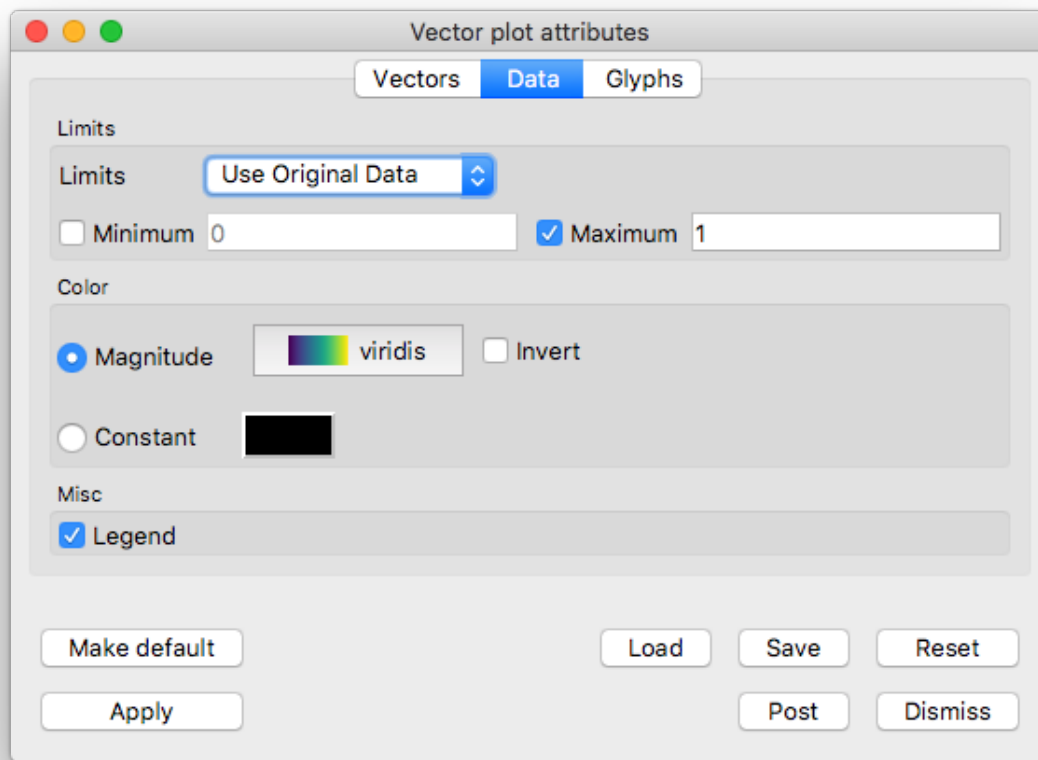 Vector plot attributes
Vectors Data Glyphs
Limits
Limits Use Original Data
Minimum 0 Maximum 1
Color
Magnitude viridis Invert
Constant
Misc
Legend
Make default Load Save Reset
Apply Post Dismiss